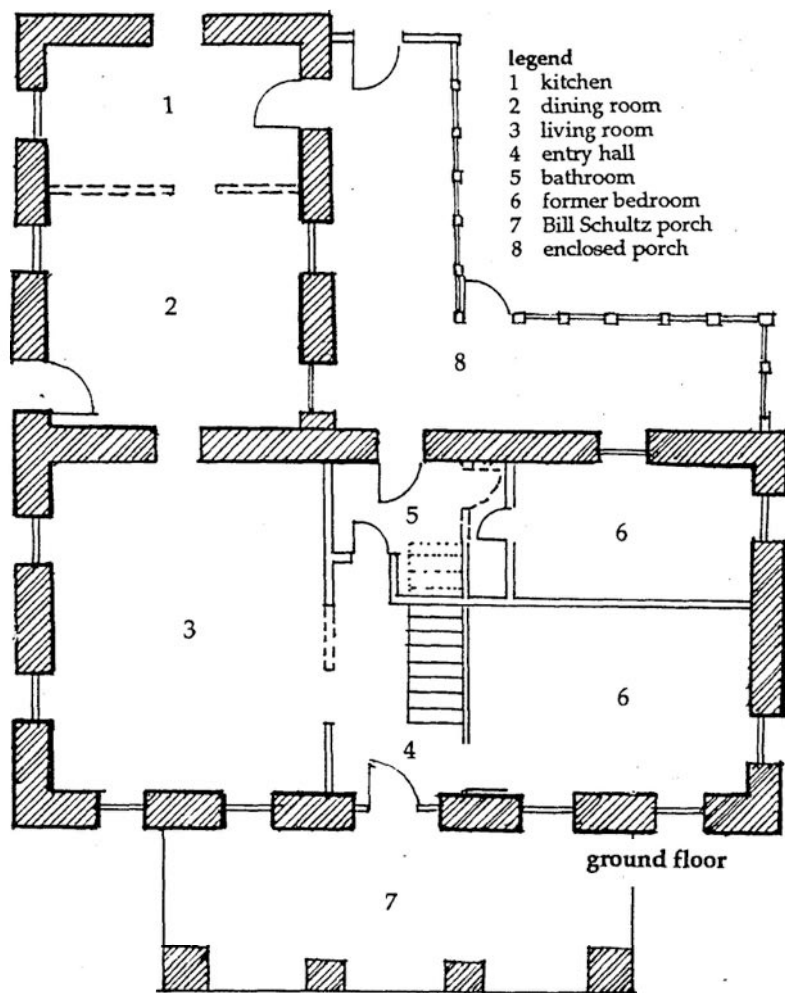 legend
1 kitchen
2 dining room
3 living room
4 entry hall
5 bathroom
6 former bedroom
7 Bill Schultz porch
8 enclosed porch
1
2
8
5
6
3
6
4
ground floor
7